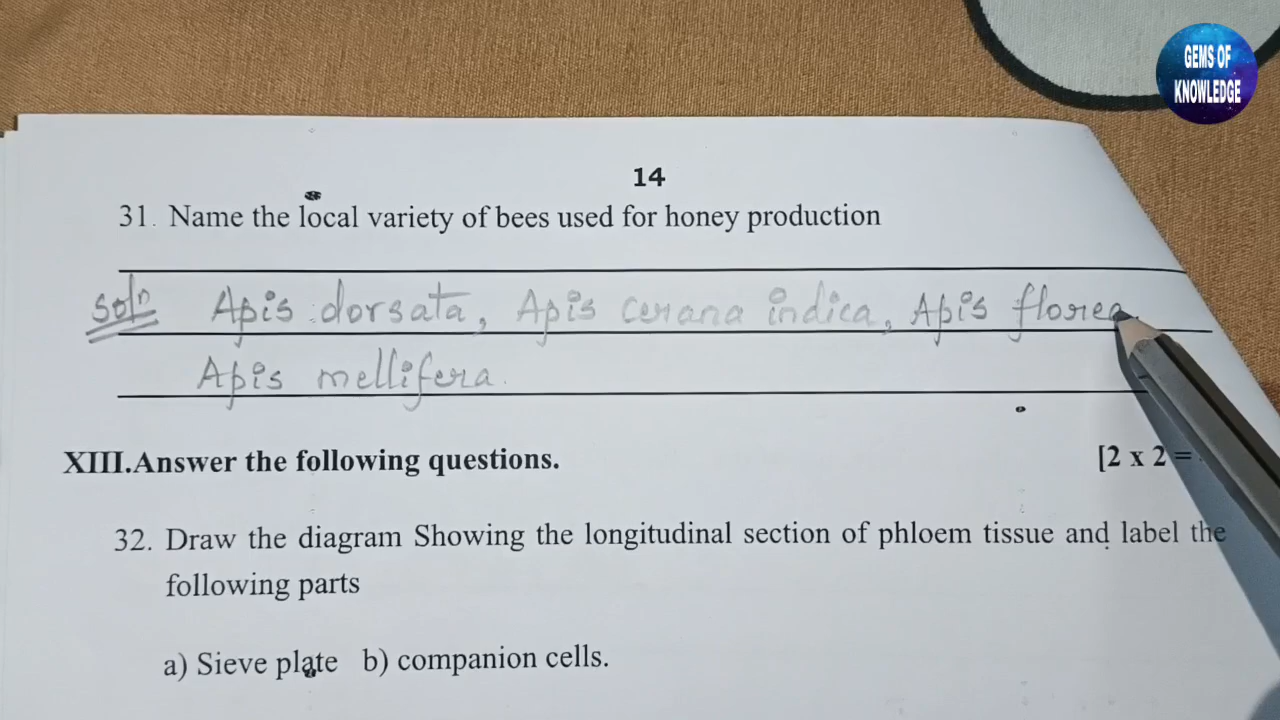 GEMS OF
KNOWLEDGE
14
31. Name the local variety of bees used for honey production
Soln Apis dorsata, Apis cerana indica, Apis florea
Apis mellifera.
XIII.Answer the following questions.
[2 x 2 =
32. Draw the diagram Showing the longitudinal section of phloem tissue and label the
following parts
a) Sieve plate b) companion cells.